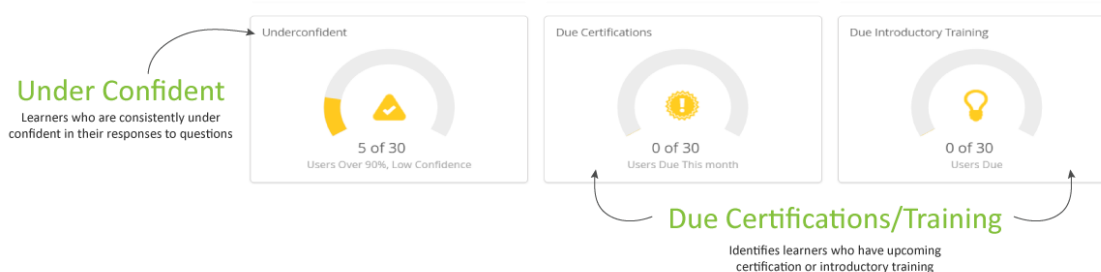 Underconfident
Due Certifications
Due Introductory Training
Under Confident
Learners who are consistently under
confident in their responses to questions
5 of 30
Users Over 90%, Low Confidence
0 of 30
Users Due This month
0 of 30
Users Due
Due Certifications/Training
Identifies learners who have upcoming
certification or introductory training